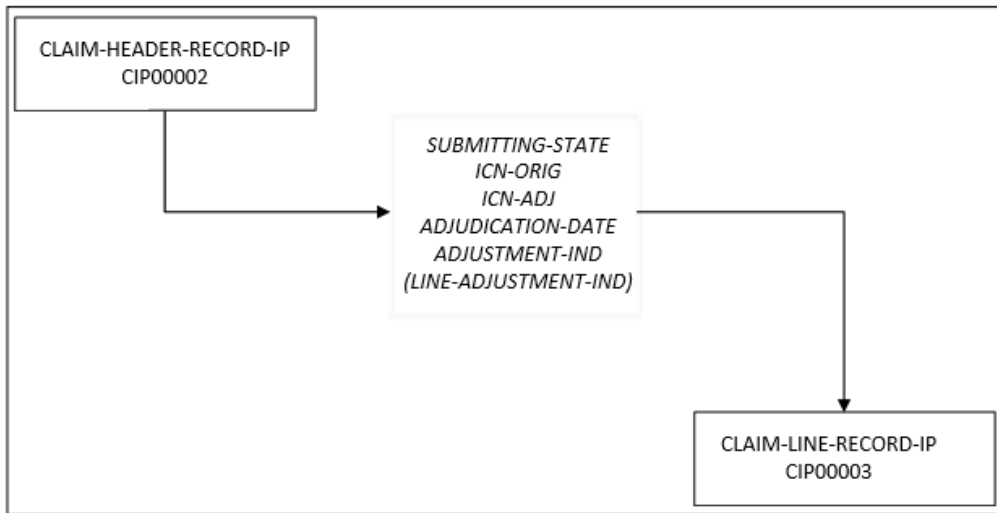 CLAIM-HEADER-RECORD-IP
CIP00002
SUBMITTING-STATE
ICN-ORIG
ICN-ADJ
ADJUDICATION-DATE
ADJUSTMENT-IND
(LINE-ADJUSTMENT-IND)
CLAIM-LINE-RECORD-IP
CIP00003